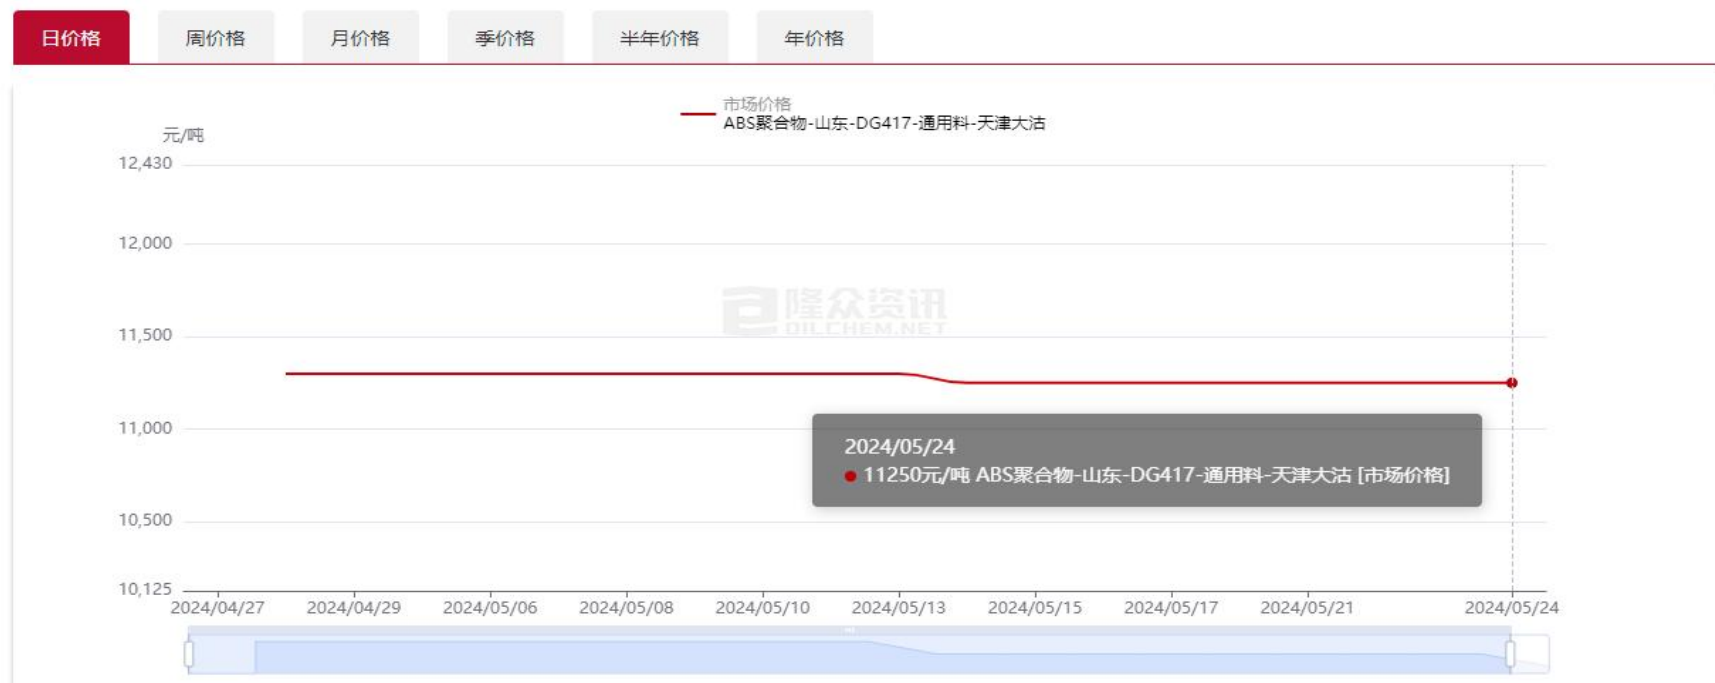 日价格
周价格
月价格
季价格
半年价格
年价格
市场价格
ABS聚合物-山东-DG417-通用料-天津大沽
元/吨
12,430
12,000
隆众资讯
OILCHEM.NET
11,500
11,000
2024/05/24
11250元/吨 ABS聚合物-山东-DG417-通用料-天津大沽 [市场价格]
10,500
10,125
2024/04/27
2024/04/29
2024/05/06
2024/05/08
2024/05/10
2024/05/13
2024/05/15
2024/05/17
2024/05/21
2024/05/24